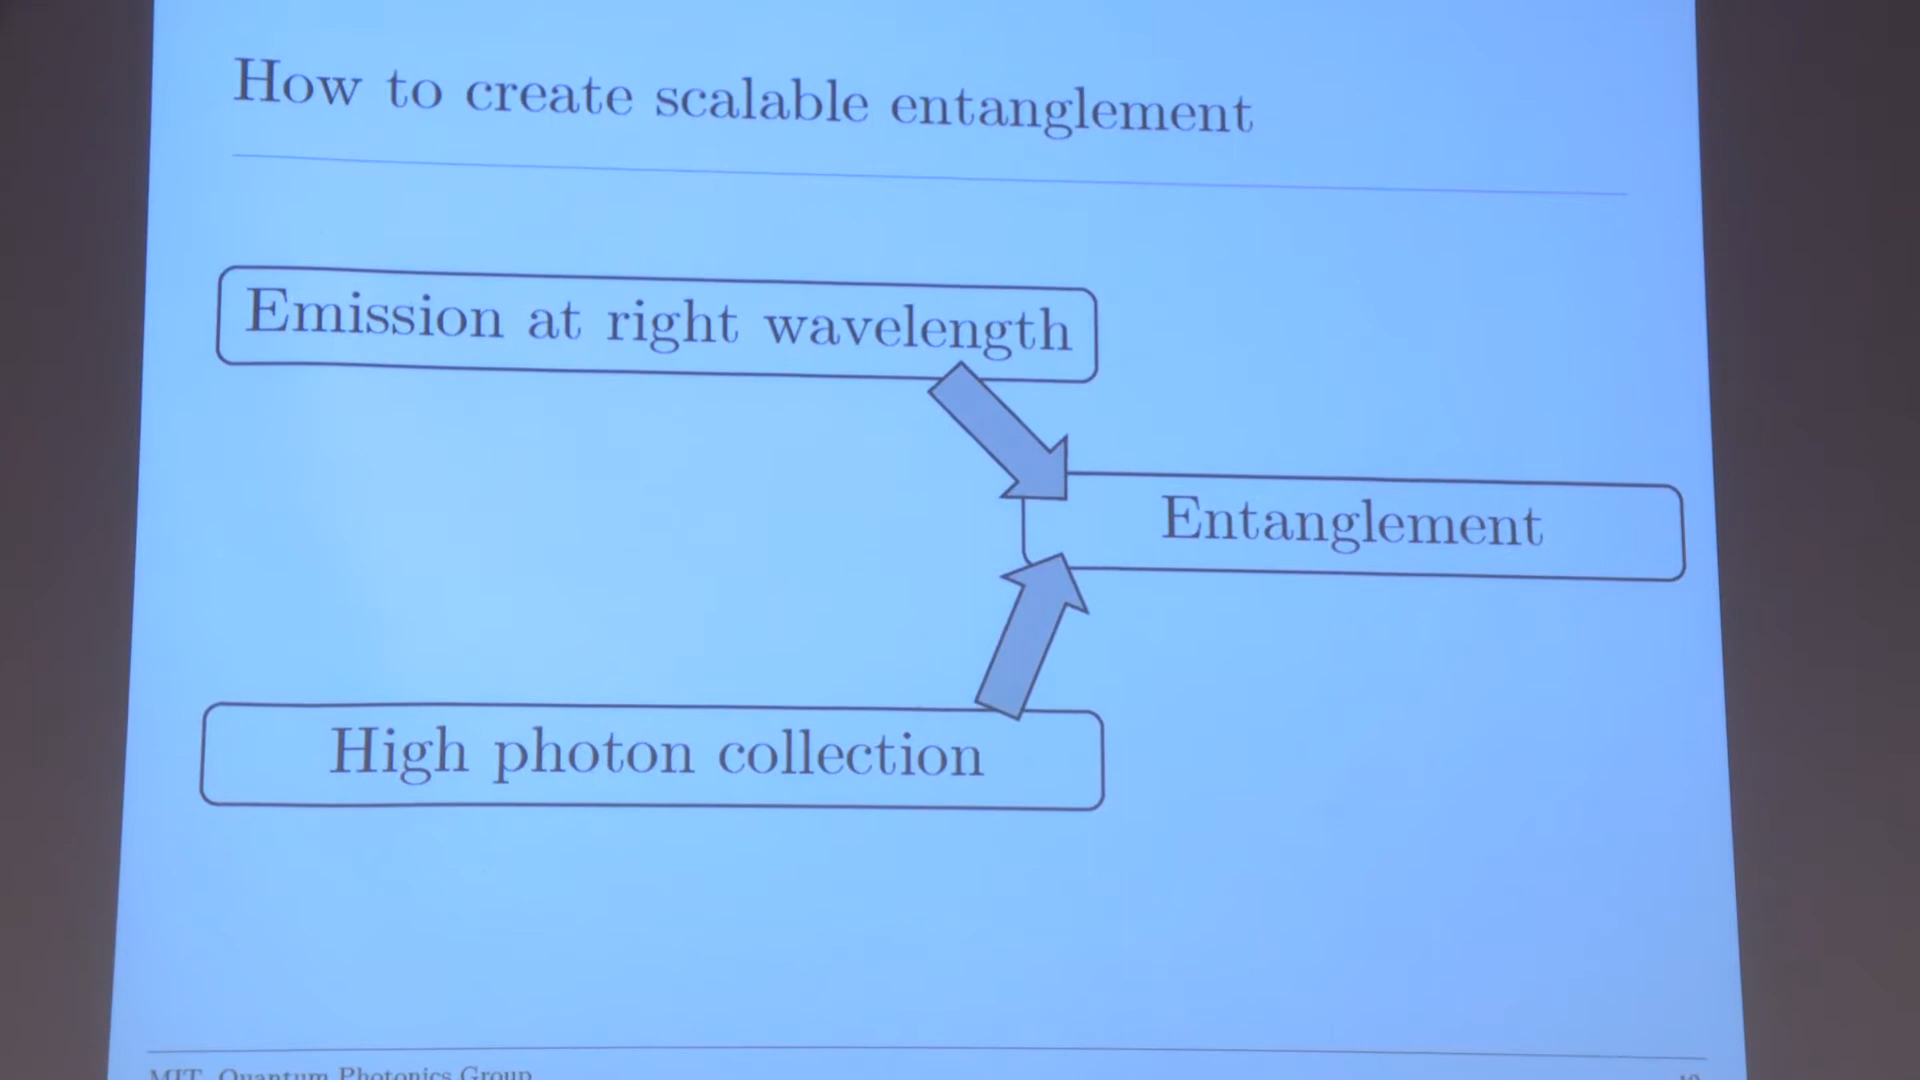 How to create scalable entanglement
Emission at right wavelength
Entanglement
High photon collection
MIT Quantum Photonics Group